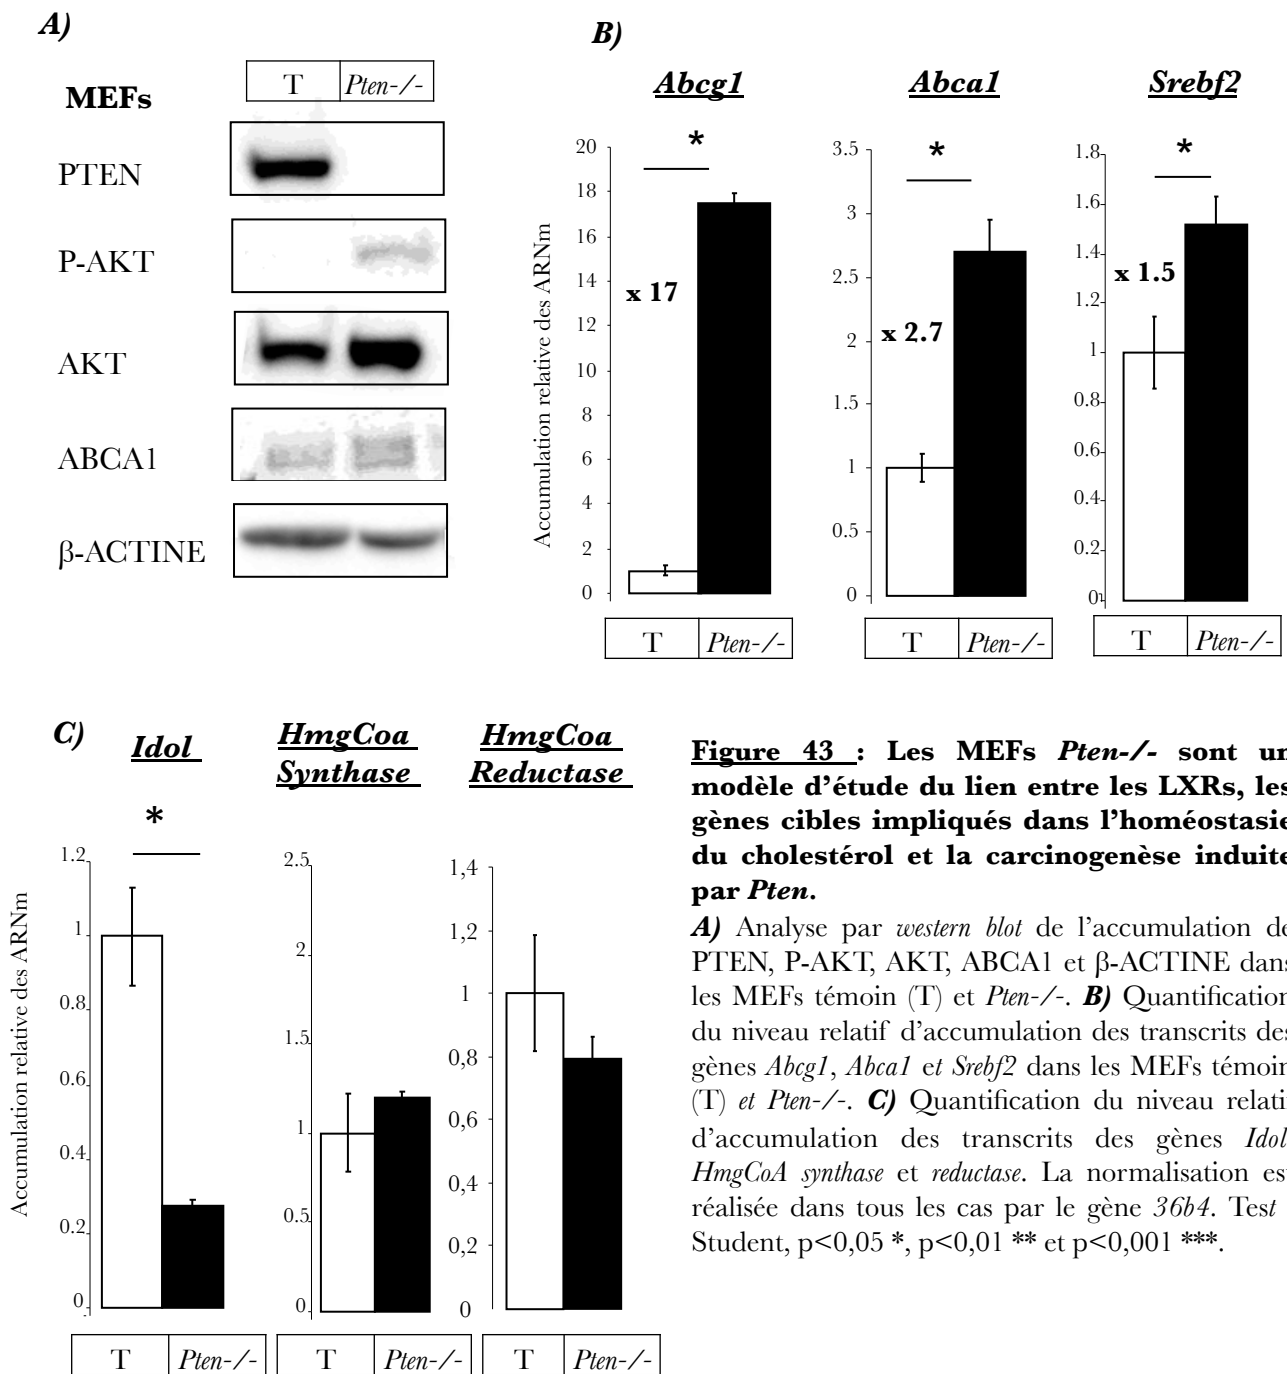 A)
MEFs
T Pten-/-
PTEN
P-AKT
AKT
ABCA1
β-ACTINE
B)
Abcg1 Abca1 Srebf2
Accumulation relative des ARNm
20
18
16
14
12
10
8
6
4
2
0
*
x 17
T Pten-/-
3.5
3
2.5
2
1.5
1
0.5
0
*
x 2.7
T Pten-/-
1.8
1.6
1.4
1.2
1
0.8
0.6
0.4
0.2
0
*
x 1.5
T Pten-/-
C)
Idol
*
Accumulation relative des ARNm
1.2
1
0.8
0.6
0.4
0.2
0
T Pten-/-
HmgCoa
Synthase
2.5
2
1.5
1
0.5
0
T Pten-/-
HmgCoa
Reductase
1,4
1,2
1
0,8
0,6
0,4
0,2
0
T Pten-/-
Figure 43 : Les MEFs Pten-/- sont un
modèle d’étude du lien entre les LXRs, les
gènes cibles impliqués dans l’homéostasie
du cholestérol et la carcinogenèse induite
par Pten.
A) Analyse par western blot de l’accumulation de
PTEN, P-AKT, AKT, ABCA1 et β-ACTINE dans
les MEFs témoin (T) et Pten-/-. B) Quantification
du niveau relatif d’accumulation des transcrits des
gènes Abcg1, Abca1 et Srebf2 dans les MEFs témoin
(T) et Pten-/-. C) Quantification du niveau relati
d’accumulation des transcrits des gènes Idol
HmgCoA synthase et reductase. La normalisation es
réalisée dans tous les cas par le gène 36b4. Test
Student, p<0,05 *, p<0,01 ** et p<0,001 ***.